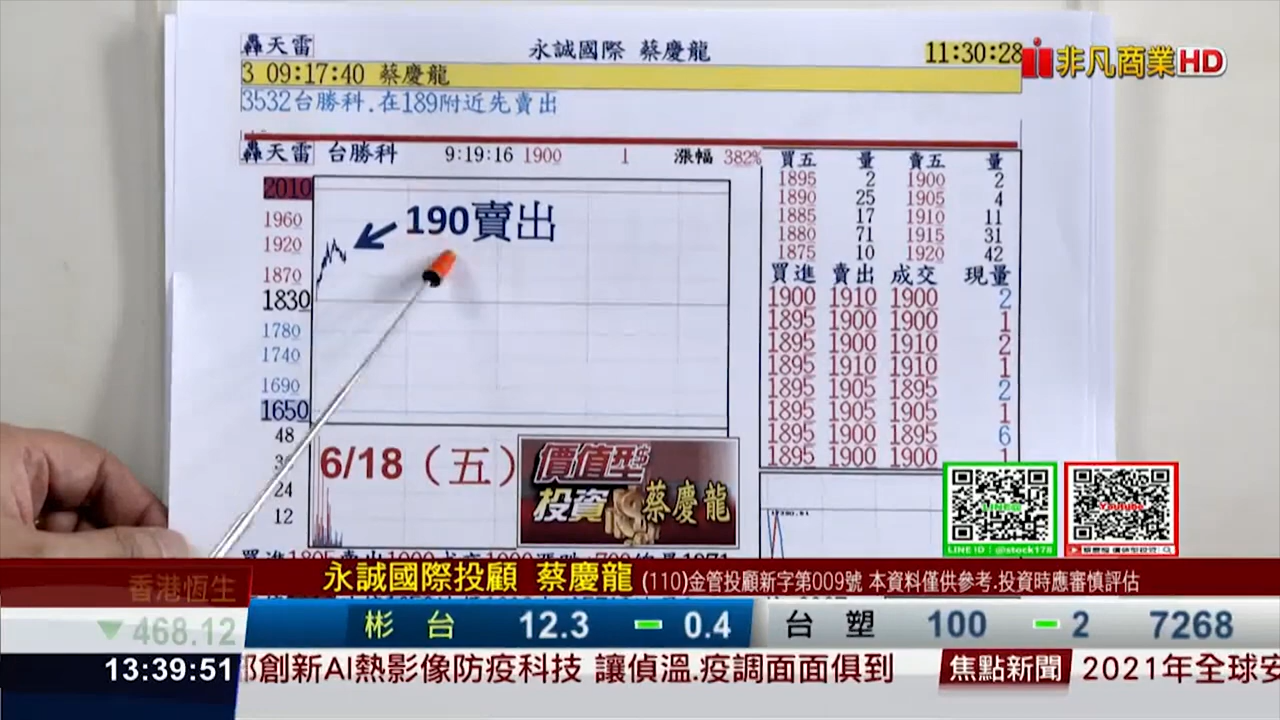 轟天雷 永誠國際 蔡慶龍 11:30:28
非凡商業HD
3 09:17:40 蔡慶龍
3532台勝科.在189附近先賣出
轟天雷 台勝科 9:19:16 1900 1 漲幅 382%
2010
1960
1920
1870
1830
1780
1740
1690
1650
190賣出
買五 量 賣五 量
1895 2 1900 2
1890 25 1905 4
1885 17 1910 11
1880 71 1915 31
1875 10 1920 42
買進 賣出 成交 現量
1900 1910 1900 2
1895 1900 1900 1
1895 1900 1910 2
1895 1900 1910 1
1895 1905 1895 2
1895 1905 1905 1
1895 1900 1895 6
1895 1900 1895 1
48
24
12
6/18（五）
價值型$
投資 蔡慶龍
LINE@
LINE ID | @stock178
Youtube
永誠國際投顧 蔡慶龍 (110)金管投顧新字第009號 本資料僅供參考.投資時應審慎評估
香港恆生
▼468.12
彬台 12.3 0.4 台塑 100 2 7268
13:39:51 創新AI熱影像防疫科技 讓偵溫.疫調面面俱到 焦點新聞 2021年全球安